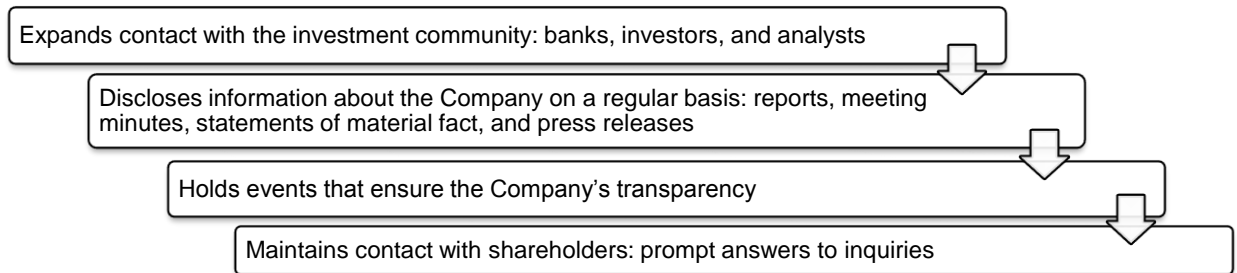 Expands contact with the investment community: banks, investors, and analysts
Discloses information about the Company on a regular basis: reports, meeting
minutes, statements of material fact, and press releases
Holds events that ensure the Company’s transparency
Maintains contact with shareholders: prompt answers to inquiries